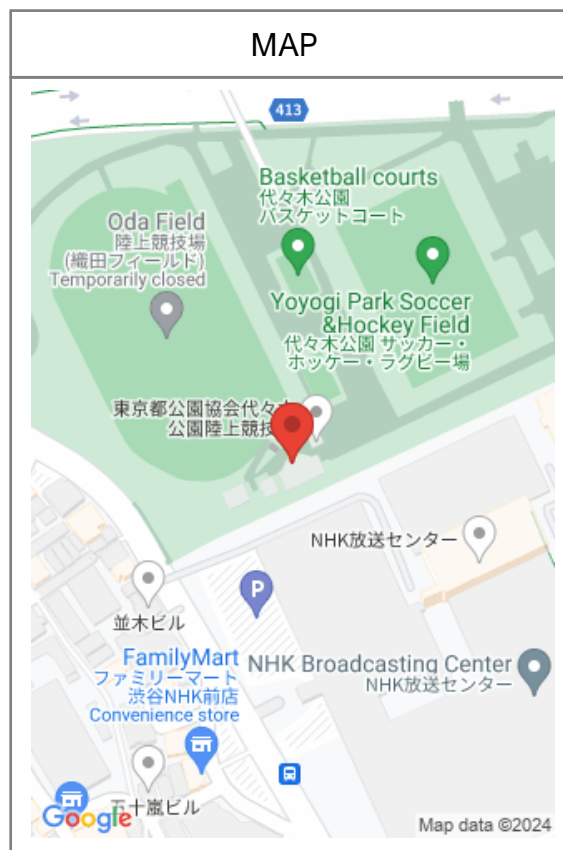 MAP
413
Basketball courts
代々木公園
バスケットコート
Oda Field
陸上競技場
(織田フィールド)
Temporarily closed
Yoyogi Park Soccer
&Hockey Field
代々木公園 サッカー・
ホッケー・ラグビー場
東京都公園協会代々木
公園陸上競技
NHK放送センター
P
並木ビル
FamilyMart
ファミリーマート
渋谷NHK前店
Convenience store
NHK Broadcasting Center
NHK放送センター
五十嵐ビル
Google
Map data ©2024